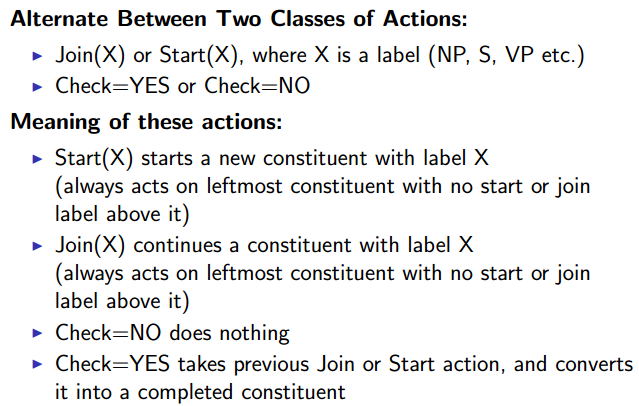 Alternate Between Two Classes of Actions:
▶ Join(X) or Start(X), where X is a label (NP, S, VP etc.)
▶ Check=YES or Check=NO
Meaning of these actions:
▶ Start(X) starts a new constituent with label X
(always acts on leftmost constituent with no start or join
label above it)
▶ Join(X) continues a constituent with label X
(always acts on leftmost constituent with no start or join
label above it)
▶ Check=NO does nothing
▶ Check=YES takes previous Join or Start action, and converts
it into a completed constituent